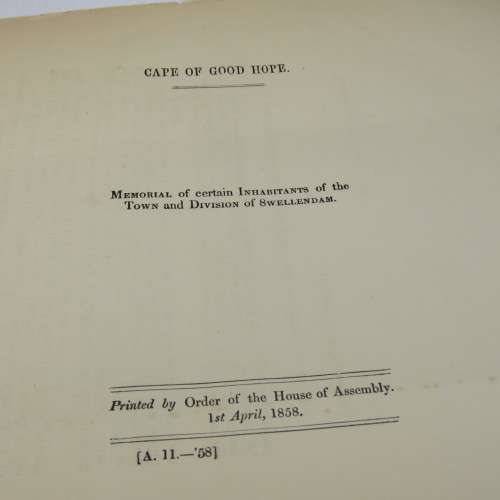 CAPE OF GOOD HOPE.
MEMORIAL of certain INHABITANTS of the
TOWN and DIVISION of SWELLENDAM.
Printed by Order of the House of Assembly.
1st April, 1858.
[A. 11.—'58]